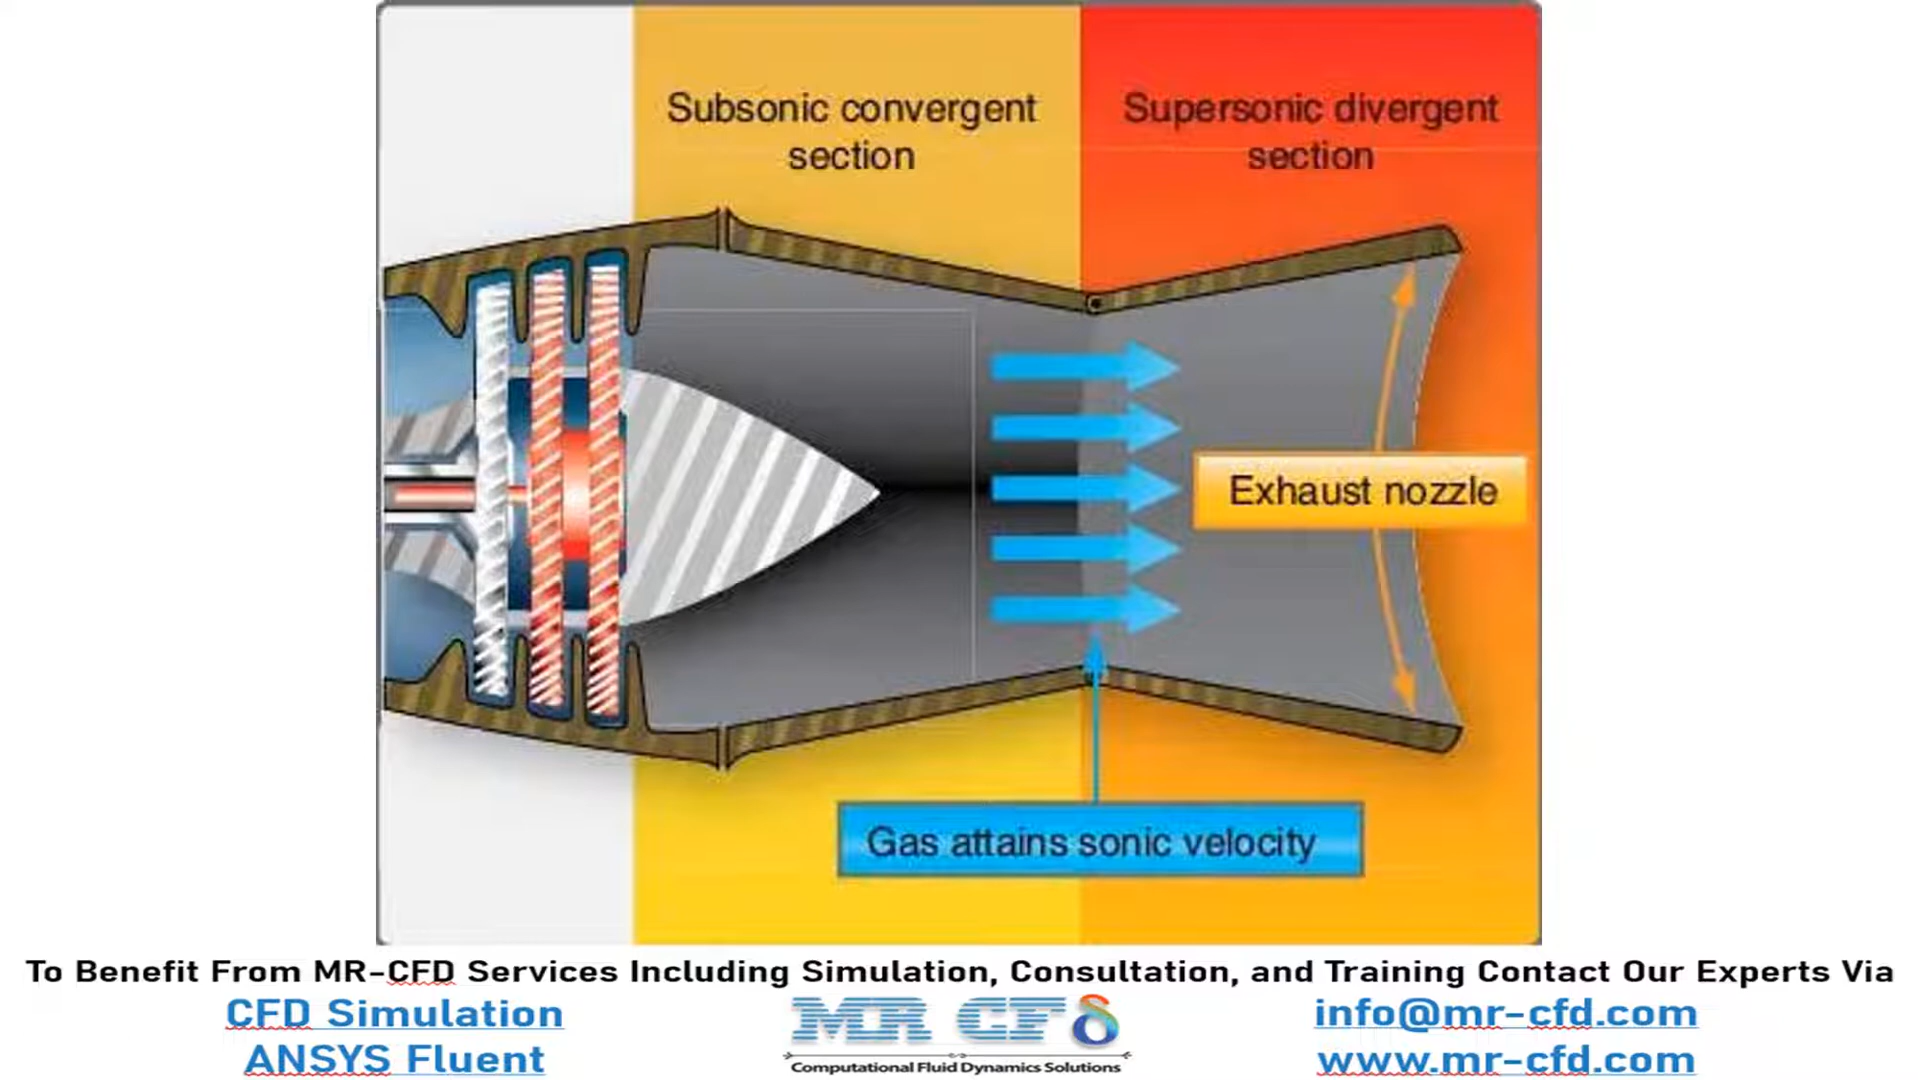 Subsonic convergent
section
Supersonic divergent
section
Exhaust nozzle
Gas attains sonic velocity
To Benefit From MR-CFD Services Including Simulation, Consultation, and Training Contact Our Experts Via
CFD Simulation
ANSYS Fluent
MR CFD
Computational Fluid Dynamics Solutions
info@mr-cfd.com
www.mr-cfd.com